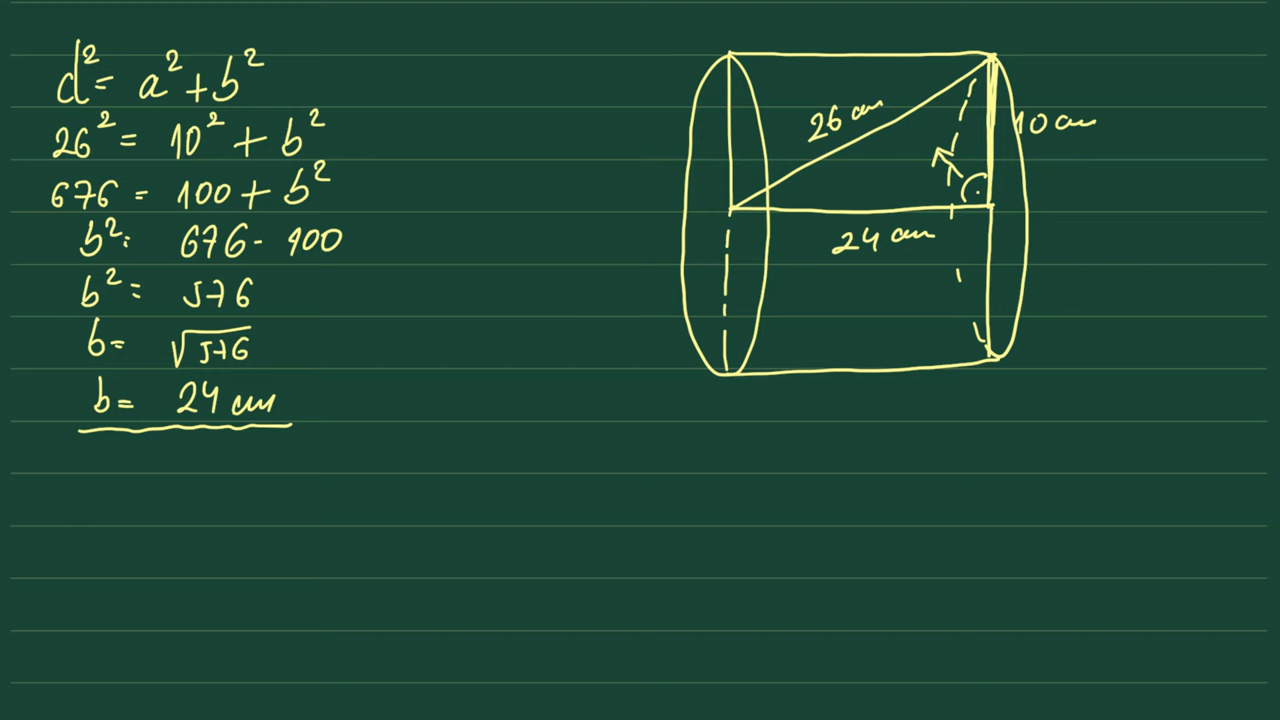 d² = a² + b²
26² = 10² + b²
676 = 100 + b²
b² = 676 - 100
b² = 576
b = √576
b = 24 cm
26 cm
10 cm
24 cm